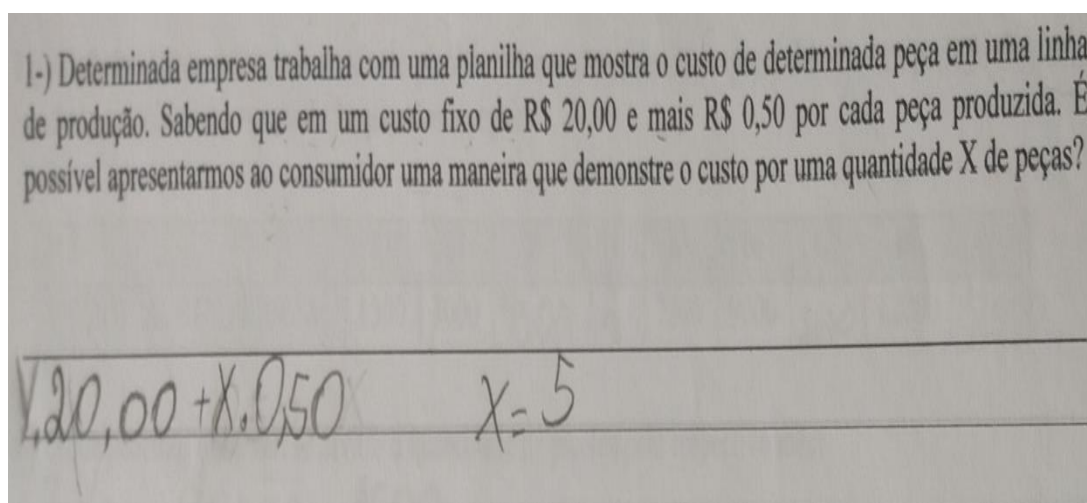 1-) Determinada empresa trabalha com uma planilha que mostra o custo de determinada peça em uma linha
de produção. Sabendo que em um custo fixo de R$ 20,00 e mais R$ 0,50 por cada peça produzida. É
possível apresentarmos ao consumidor uma maneira que demonstre o custo por uma quantidade X de peças?
20,00 + X.0,50 X = 5